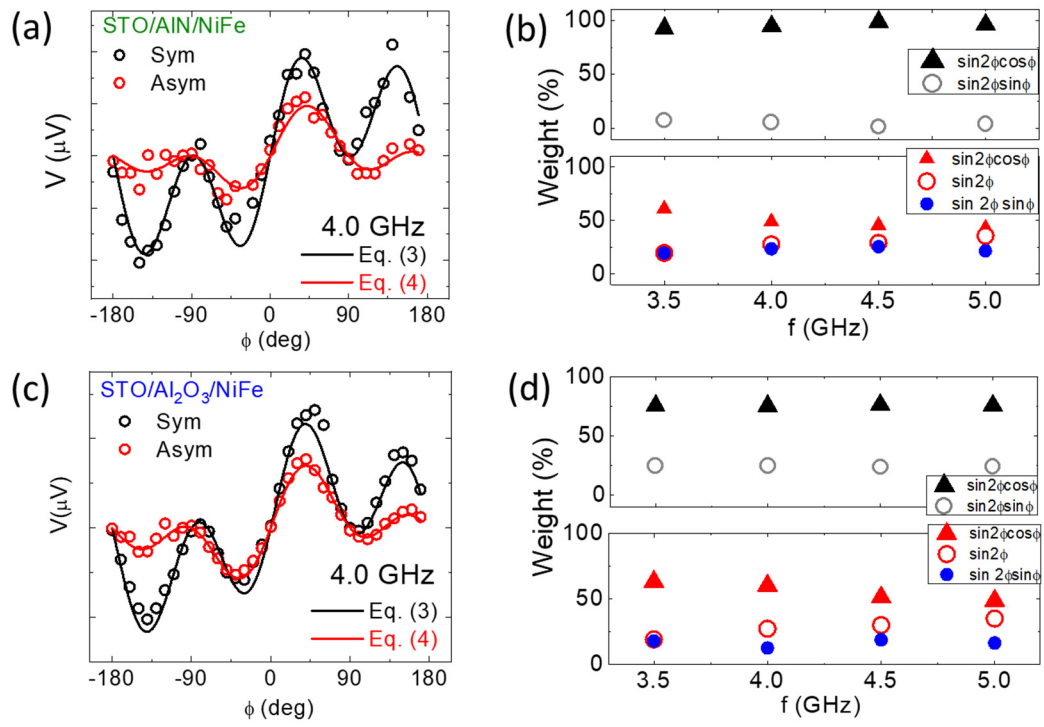 (a)
STO/AlN/NiFe
Sym
Asym
V (μV)
4.0 GHz
Eq. (3)
Eq. (4)
-180 -90 0 90 180
ϕ (deg)
(b)
100
50
0
sin2ϕcosϕ
sin2ϕsinϕ
Weight (%)
100
50
0
sin2ϕcosϕ
sin2ϕ
sin 2ϕ sinϕ
3.5 4.0 4.5 5.0
f (GHz)
(c)
STO/Al₂O₃/NiFe
Sym
Asym
V(μV)
4.0 GHz
Eq. (3)
Eq. (4)
-180 -90 0 90 180
ϕ (deg)
(d)
100
50
0
sin2ϕcosϕ
sin2ϕsinϕ
Weight (%)
100
50
0
sin2ϕcosϕ
sin2ϕ
sin 2ϕsinϕ
3.5 4.0 4.5 5.0
f (GHz)